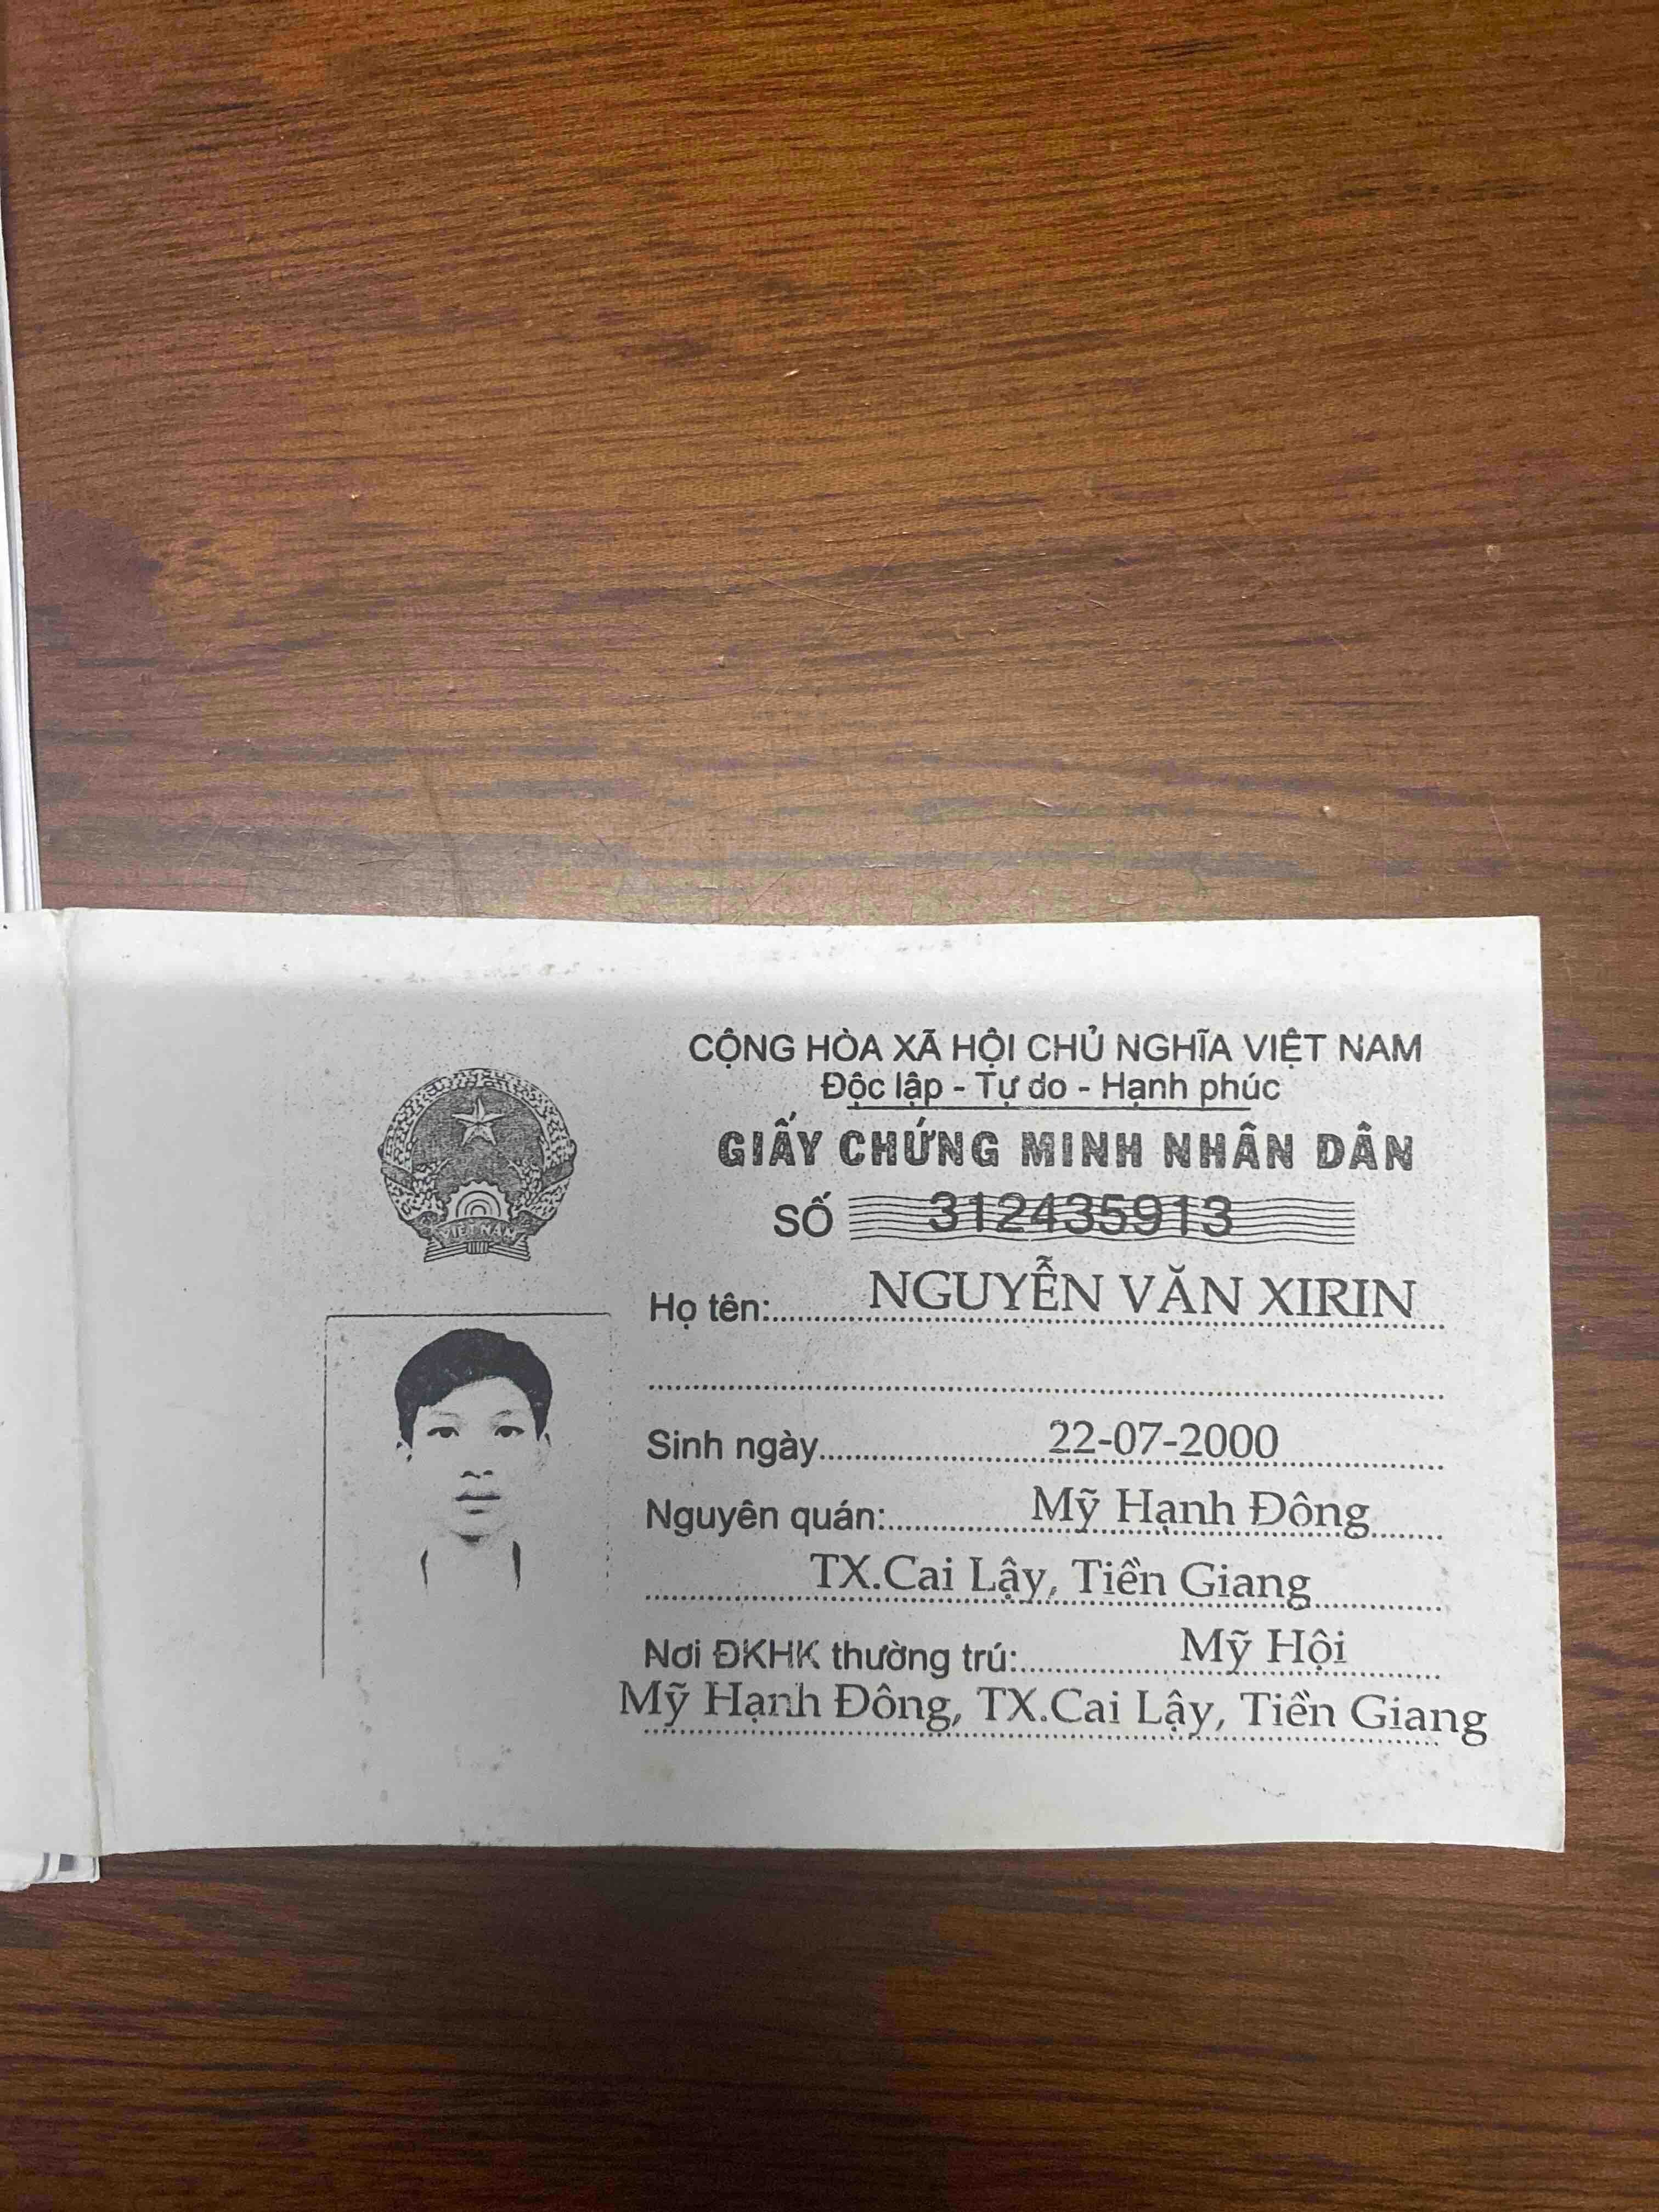 CỘNG HÒA XÃ HỘI CHỦ NGHĨA VIỆT NAM
Độc lập - Tự do - Hạnh phúc
GIẤY CHỨNG MINH NHÂN DÂN
SỐ 312435913
VIỆT NAM
Họ tên: NGUYỄN VĂN XIRIN
Sinh ngày 22-07-2000
Nguyên quán: Mỹ Hạnh Đông
TX.Cai Lậy, Tiền Giang
Nơi ĐKHK thường trú: Mỹ Hội
Mỹ Hạnh Đông, TX.Cai Lậy, Tiền Giang